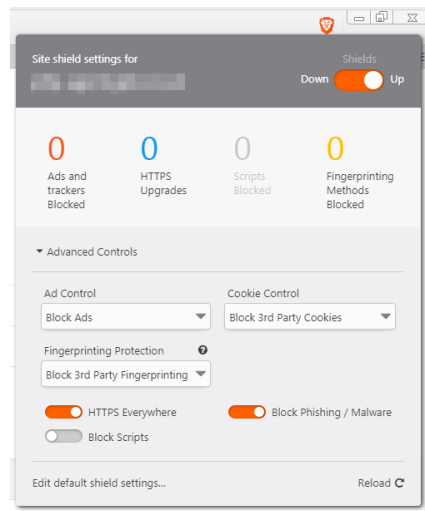 Site shield settings for
Shields
Down Up
0 0 0 0
Ads and trackers Blocked
HTTPS Upgrades
Scripts Blocked
Fingerprinting Methods Blocked
Advanced Controls
Ad Control
Cookie Control
Block Ads
Block 3rd Party Cookies
Fingerprinting Protection
Block 3rd Party Fingerprinting
HTTPS Everywhere
Block Phishing / Malware
Block Scripts
Edit default shield settings...
Reload